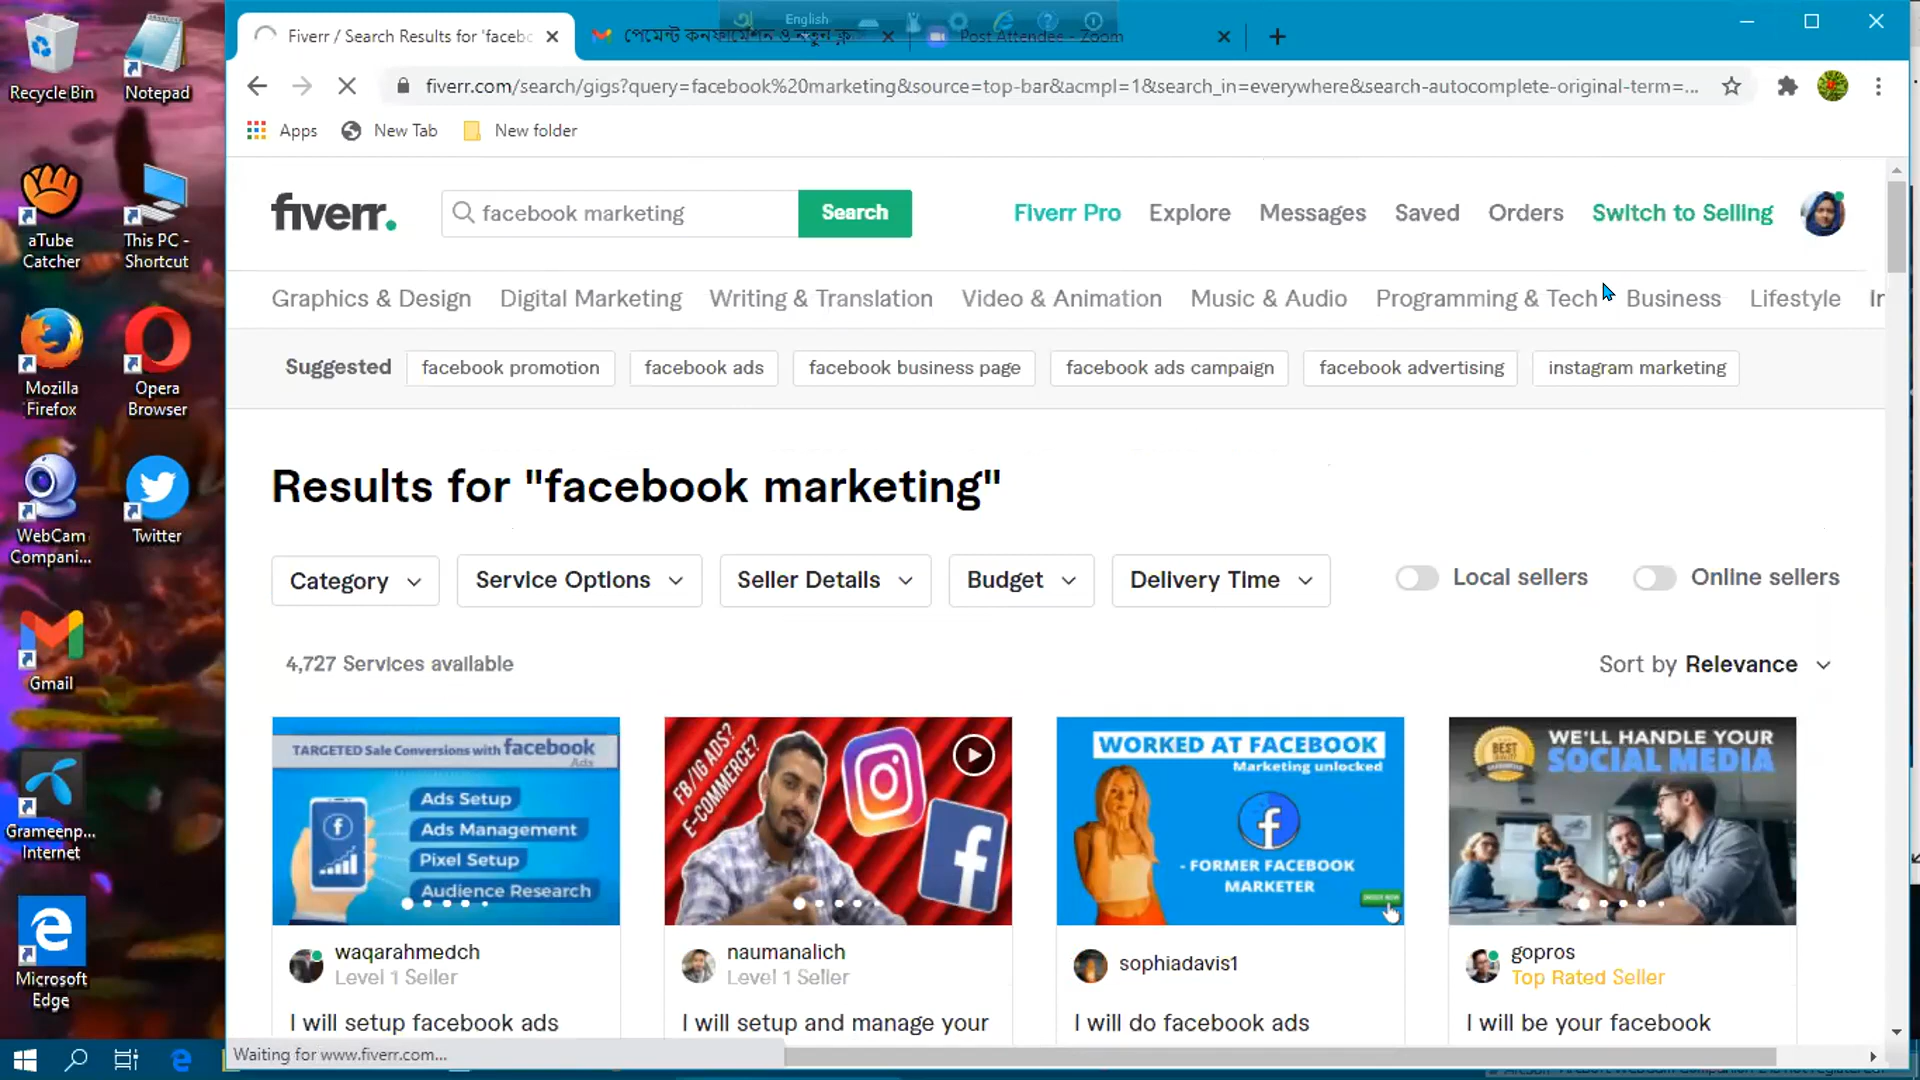 Recycle Bin
Notepad
aTube
Catcher
This PC -
Shortcut
Mozilla
Firefox
Opera
Browser
WebCam
Compani...
Twitter
Gmail
Grameenp...
Internet
Microsoft
Edge
English
Fiverr / Search Results for 'facebo
পেমেন্ট কনফার্মেশন ও নতুন ক্ল
Post Attendee - Zoom
fiverr.com/search/gigs?query=facebook%20marketing&source=top-bar&acmpl=1&search_in=everywhere&search-autocomplete-original-term=...
Apps
New Tab
New folder
fiverr.
facebook marketing
Search
Fiverr Pro
Explore
Messages
Saved
Orders
Switch to Selling
Graphics & Design
Digital Marketing
Writing & Translation
Video & Animation
Music & Audio
Programming & Tech
Business
Lifestyle
Suggested
facebook promotion
facebook ads
facebook business page
facebook ads campaign
facebook advertising
instagram marketing
Results for "facebook marketing"
Category
Service Options
Seller Details
Budget
Delivery Time
Local sellers
Online sellers
4,727 Services available
Sort by Relevance
TARGETED Sale Conversions with facebook
Ads
Ads Setup
Ads Management
Pixel Setup
Audience Research
FB/IG ADS?
E-COMMERCE?
WORKED AT FACEBOOK
Marketing unlocked
- FORMER FACEBOOK
MARKETER
BEST
WE'LL HANDLE YOUR
SOCIAL MEDIA
waqarahmedch
Level 1 Seller
naumanalich
Level 1 Seller
sophiadavis1
gopros
Top Rated Seller
I will setup facebook ads
I will setup and manage your
I will do facebook ads
I will be your facebook
Waiting for www.fiverr.com...